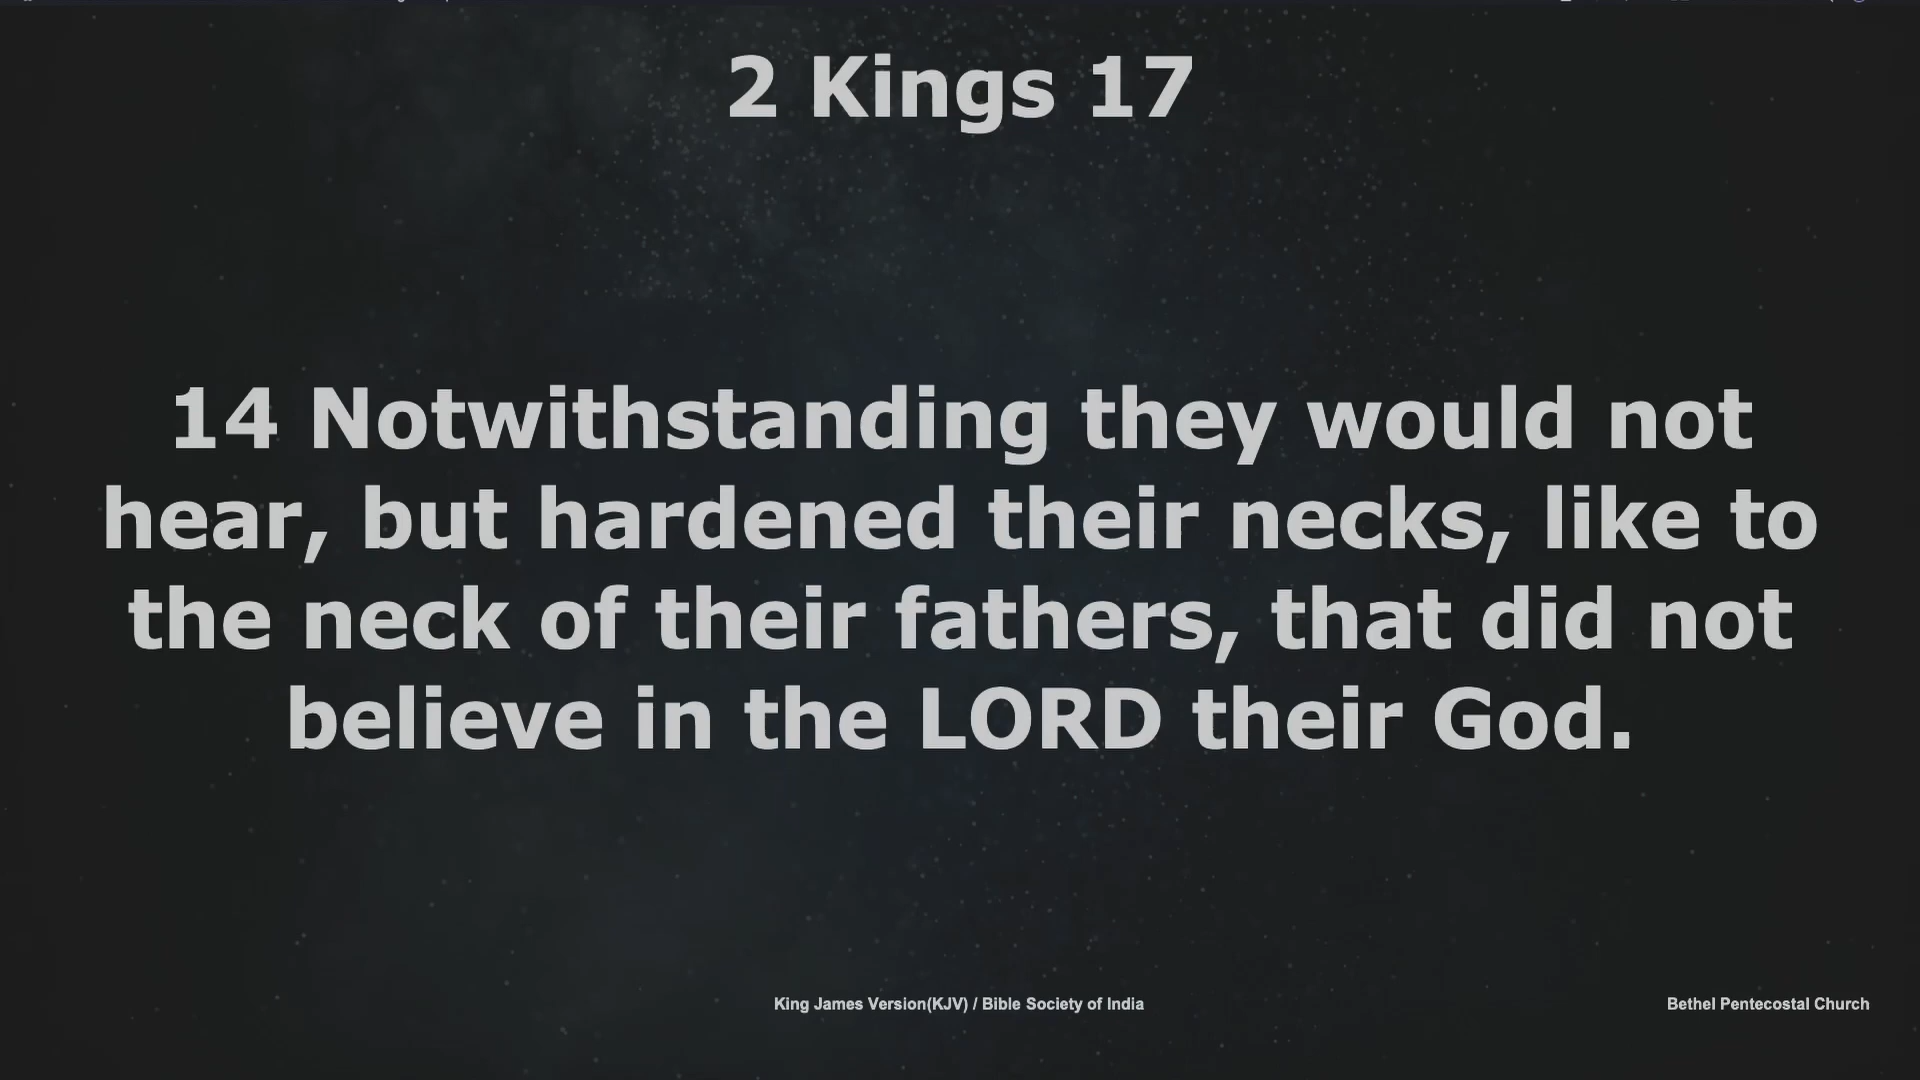 2 Kings 17
14 Notwithstanding they would not
hear, but hardened their necks, like to
the neck of their fathers, that did not
believe in the LORD their God.
King James Version(KJV) / Bible Society of India
Bethel Pentecostal Church